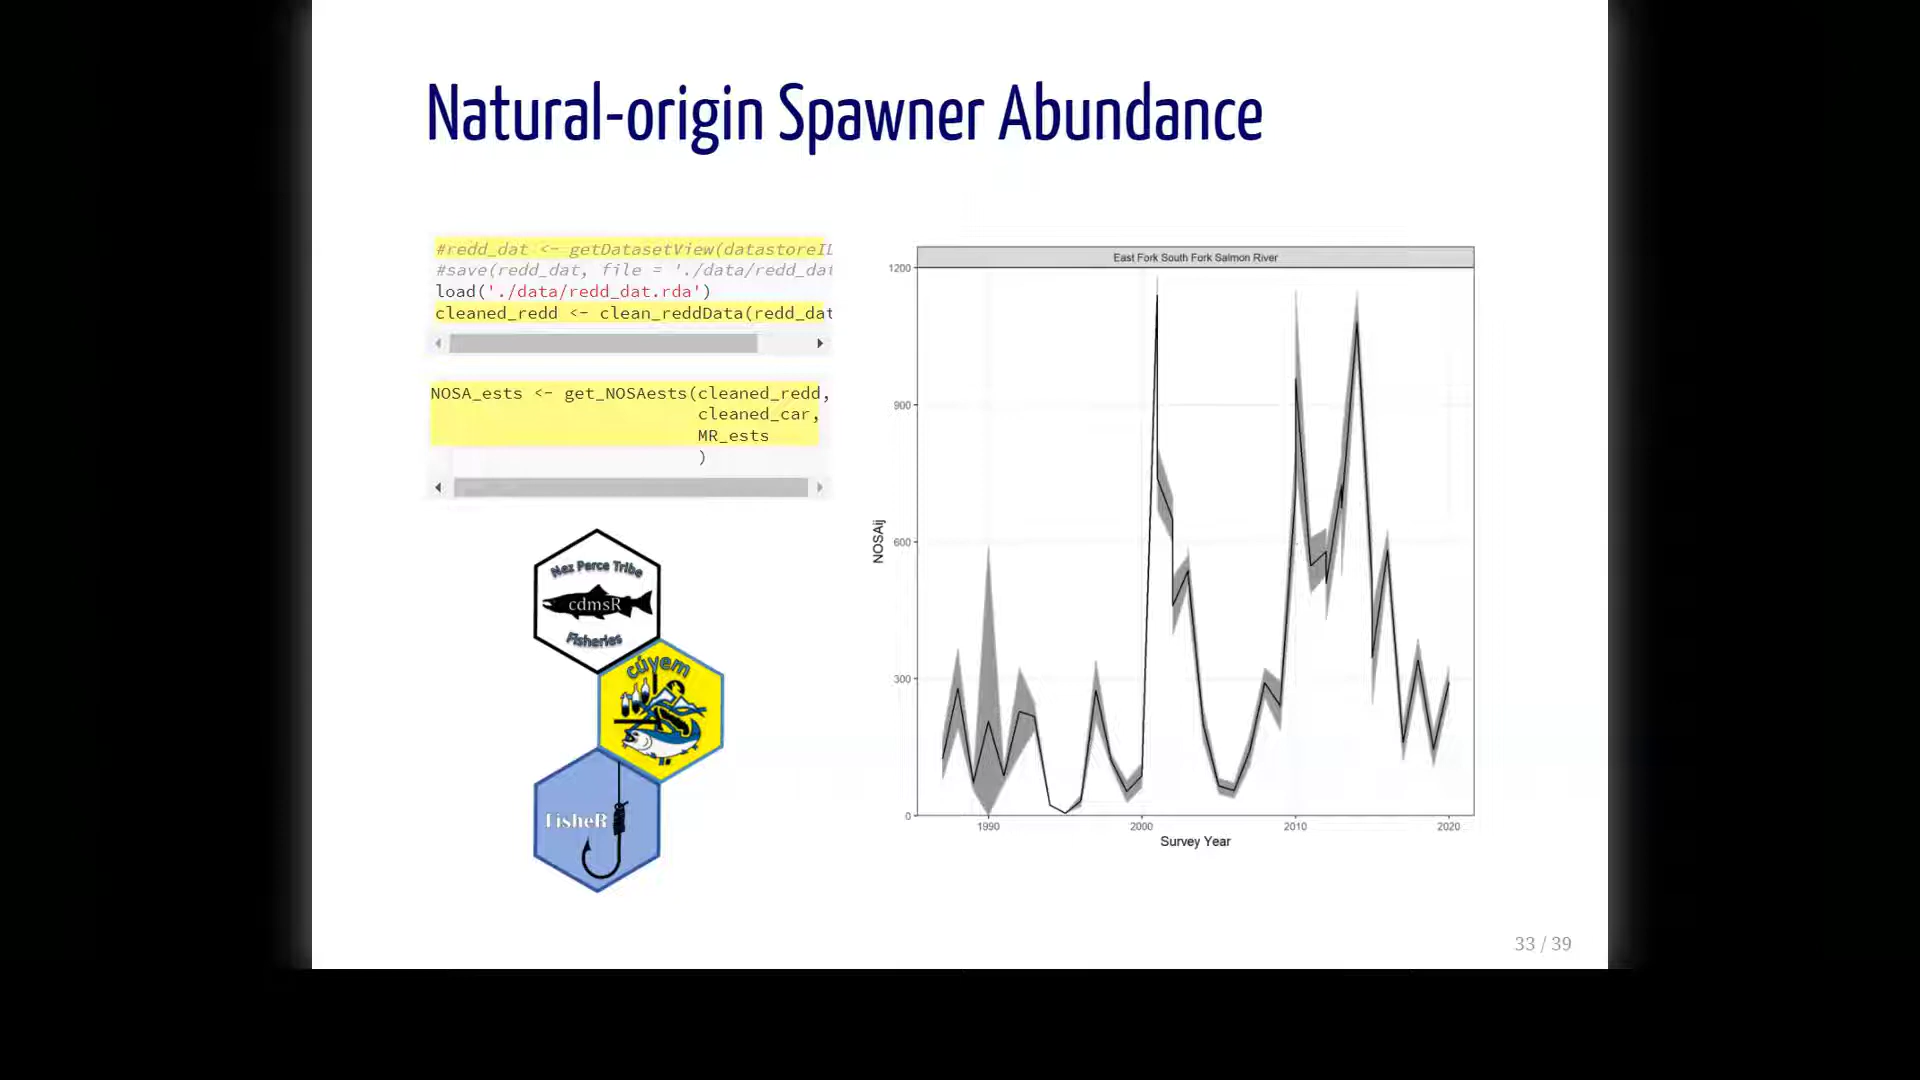 Natural-origin Spawner Abundance
#redd_dat <- getDatasetView(datastoreID
#save(redd_dat, file = './data/redd_dat
load('./data/redd_dat.rda')
cleaned_redd <- clean_reddData(redd_dat
NOSA_ests <- get_NOSAests(cleaned_redd,
cleaned_car,
MR_ests
)
Nez Perce Tribe
cdmsR
Fisheries
cúyem
FisheR
East Fork South Fork Salmon River
1200
900
600
300
0
NOSAij
1990
2000
2010
2020
Survey Year
33 / 39